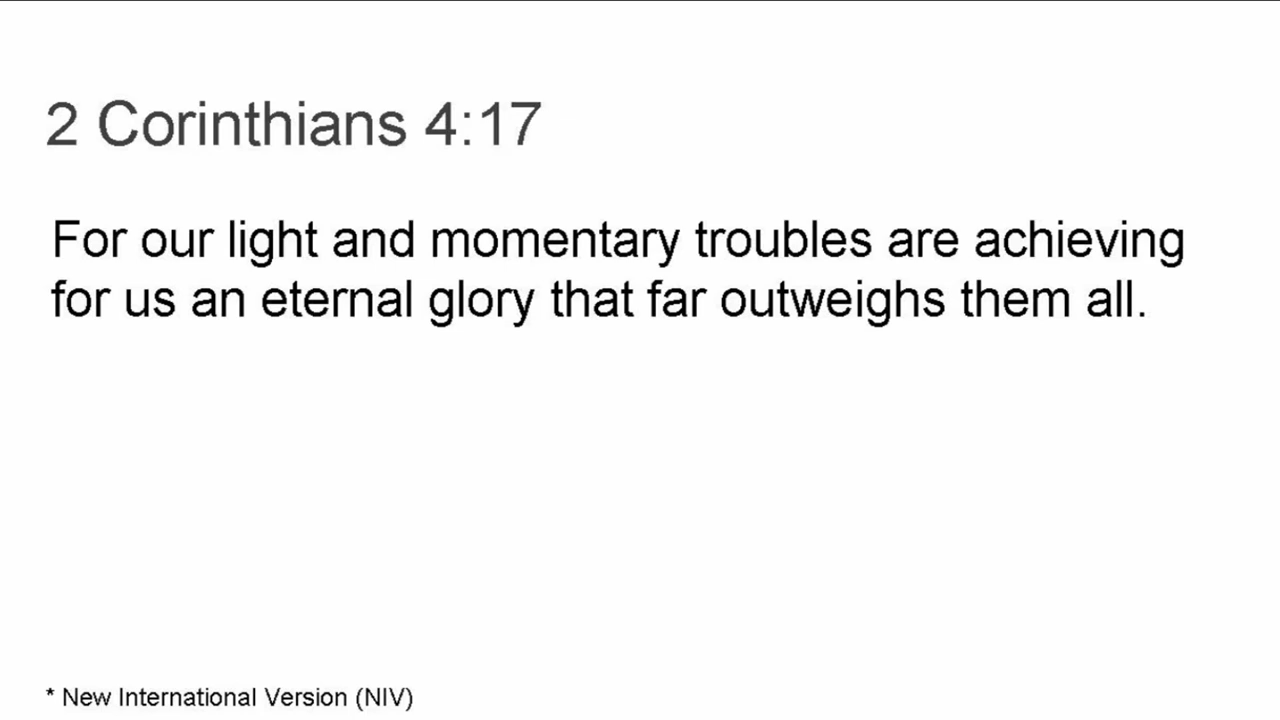 2 Corinthians 4:17
For our light and momentary troubles are achieving
for us an eternal glory that far outweighs them all.
* New International Version (NIV)